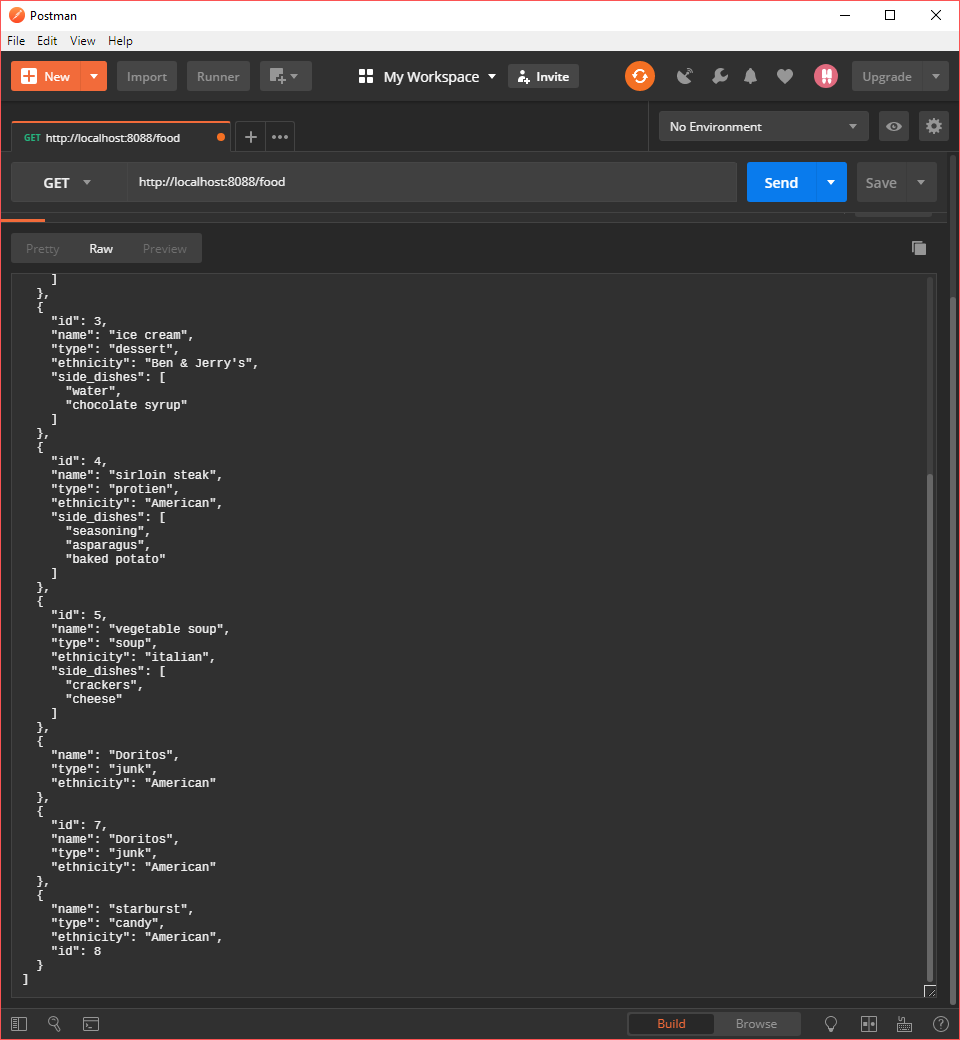 Postman
File Edit View Help
New Import Runner My Workspace Invite Upgrade
GET http://localhost:8088/food
No Environment
GET http://localhost:8088/food Send Save
Pretty Raw Preview
    ]
  },
  {
    "id": 3,
    "name": "ice cream",
    "type": "dessert",
    "ethnicity": "Ben & Jerry's",
    "side_dishes": [
      "water",
      "chocolate syrup"
    ]
  },
  {
    "id": 4,
    "name": "sirloin steak",
    "type": "protien",
    "ethnicity": "American",
    "side_dishes": [
      "seasoning",
      "asparagus",
      "baked potato"
    ]
  },
  {
    "id": 5,
    "name": "vegetable soup",
    "type": "soup",
    "ethnicity": "italian",
    "side_dishes": [
      "crackers",
      "cheese"
    ]
  },
  {
    "name": "Doritos",
    "type": "junk",
    "ethnicity": "American"
  },
  {
    "id": 7,
    "name": "Doritos",
    "type": "junk",
    "ethnicity": "American"
  },
  {
    "name": "starburst",
    "type": "candy",
    "ethnicity": "American",
    "id": 8
  }
]
Build Browse